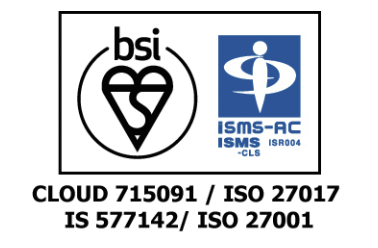 bsi.
ISMS-AC
ISMS ISR004
-CLS
CLOUD 715091 / ISO 27017
IS 577142/ ISO 27001